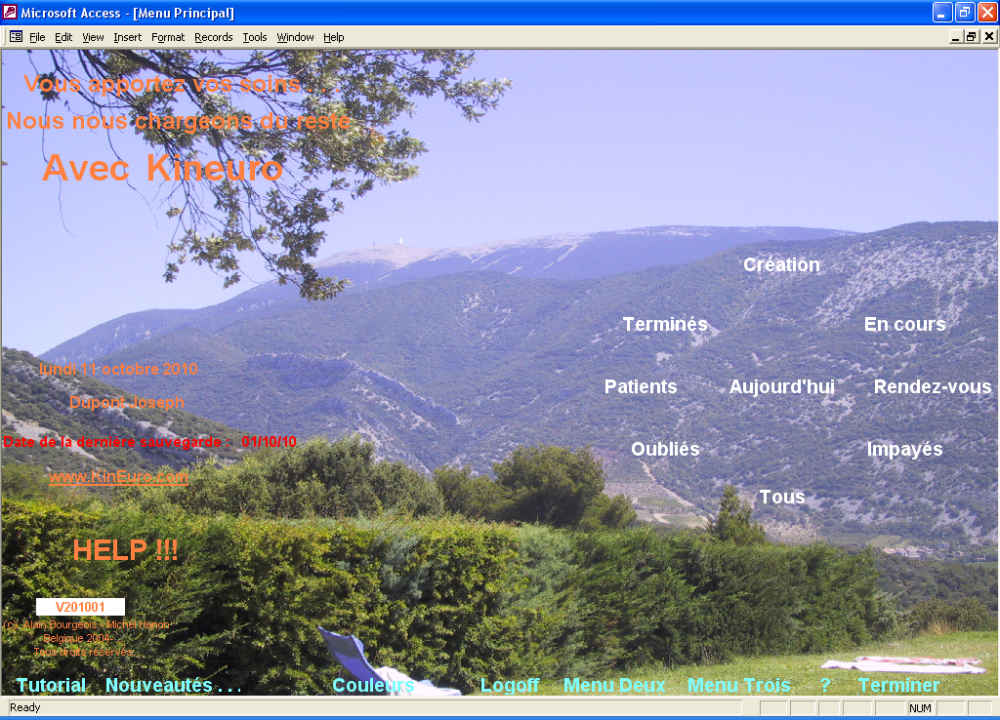 Microsoft Access - [Menu Principal]
File Edit View Insert Format Records Tools Window Help
Vous apportez vos soins . . .
Nous nous chargeons du reste
Avec Kineuro
Création
Terminés En cours
lundi 11 octobre 2010
Patients Aujourd'hui Rendez-vous
Dupont Joseph
Date de la dernière sauvegarde : 01/10/10
Oubliés Impayés
www.KinEuro.com
Tous
HELP !!!
V201001
(c) Alain Bourgeois - Michel Hanon
Belgique 2004
Tous droits réservés
Tutorial Nouveautés . . . Couleurs Logoff Menu Deux Menu Trois ? Terminer
Ready NUM